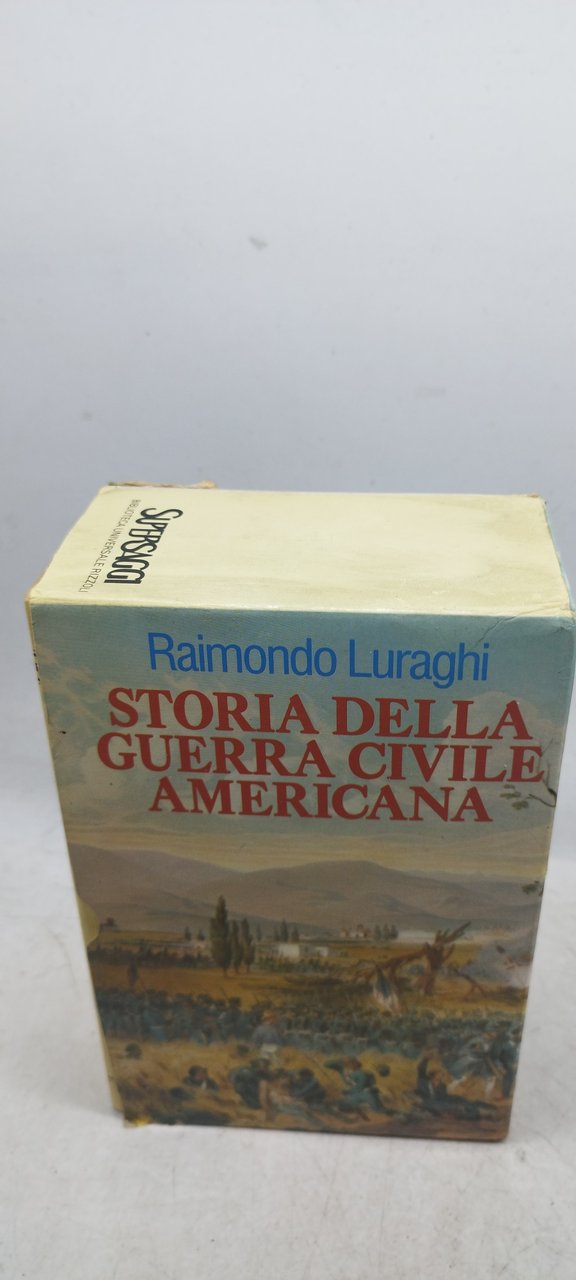 SUPERSAGGI
BIBLIOTECA UNIVERSALE RIZZOLI
Raimondo Luraghi
STORIA DELLA
GUERRA CIVILE
AMERICANA